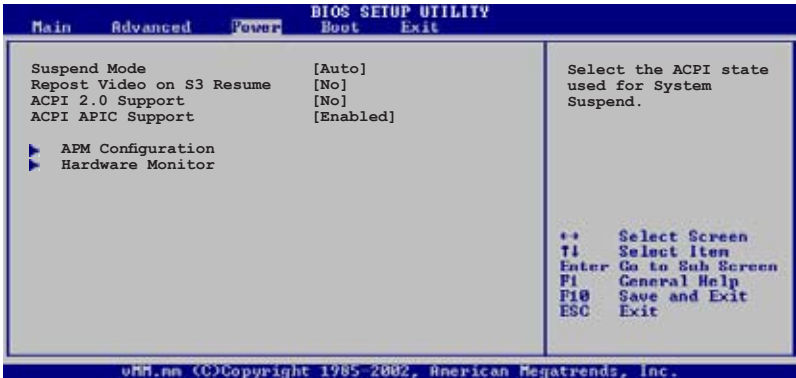 BIOS SETUP UTILITY
Main Advanced Power Boot Exit
Suspend Mode [Auto]
Repost Video on S3 Resume [No]
ACPI 2.0 Support [No]
ACPI APIC Support [Enabled]
APM Configuration
Hardware Monitor
Select the ACPI state
used for System
Suspend.
←→ Select Screen
↑↓ Select Item
Enter Go to Sub Screen
F1 General Help
F10 Save and Exit
ESC Exit
vMM.mm (C)Copyright 1985-2002, American Megatrends, Inc.